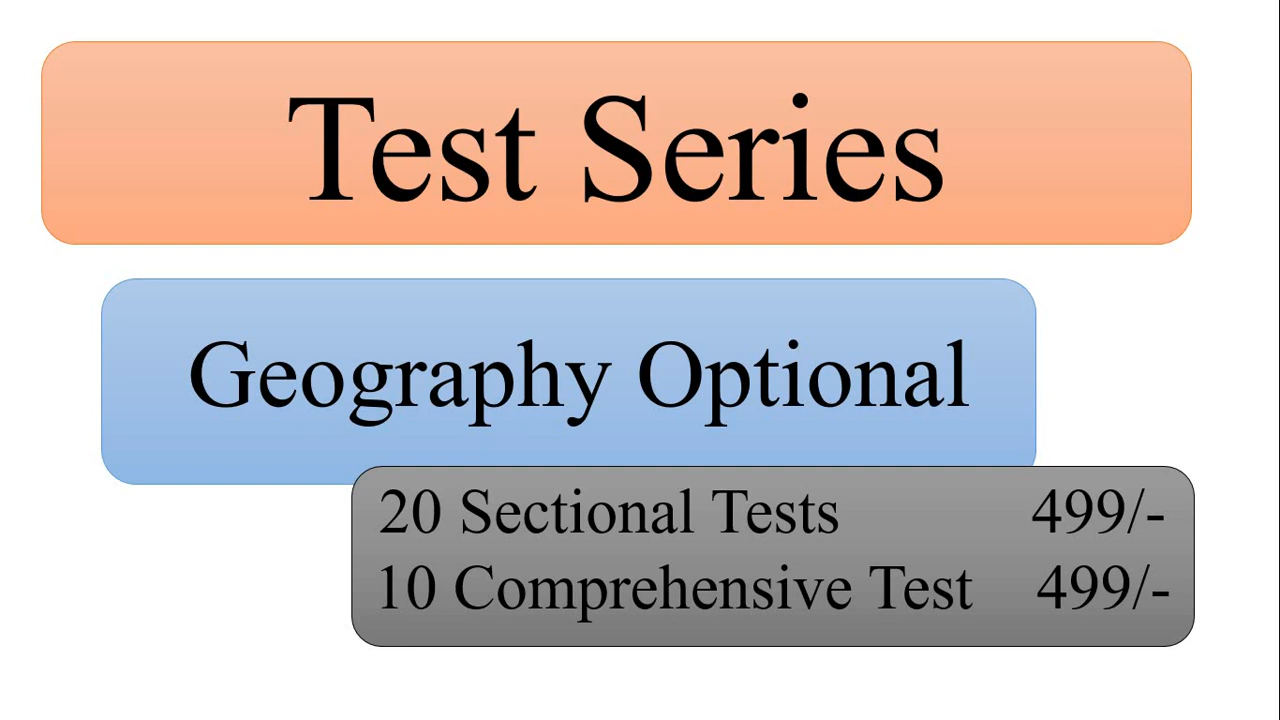 Test Series
Geography Optional
20 Sectional Tests 499/-
10 Comprehensive Test 499/-